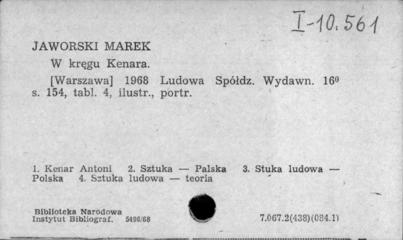 I-10.561
JAWORSKI MAREK
W kręgu Kenara.
[Warszawa] 1968 Ludowa Spółdz. Wydawn. 16⁰
s. 154, tabl. 4, ilustr., portr.
1. Kenar Antoni 2. Sztuka — Palska 3. Stuka ludowa —
Polska 4. Sztuka ludowa — teoria
Biblioteka Narodowa
Instytut Bibliograf. 5496/68 7.067.2(438)(084.1)